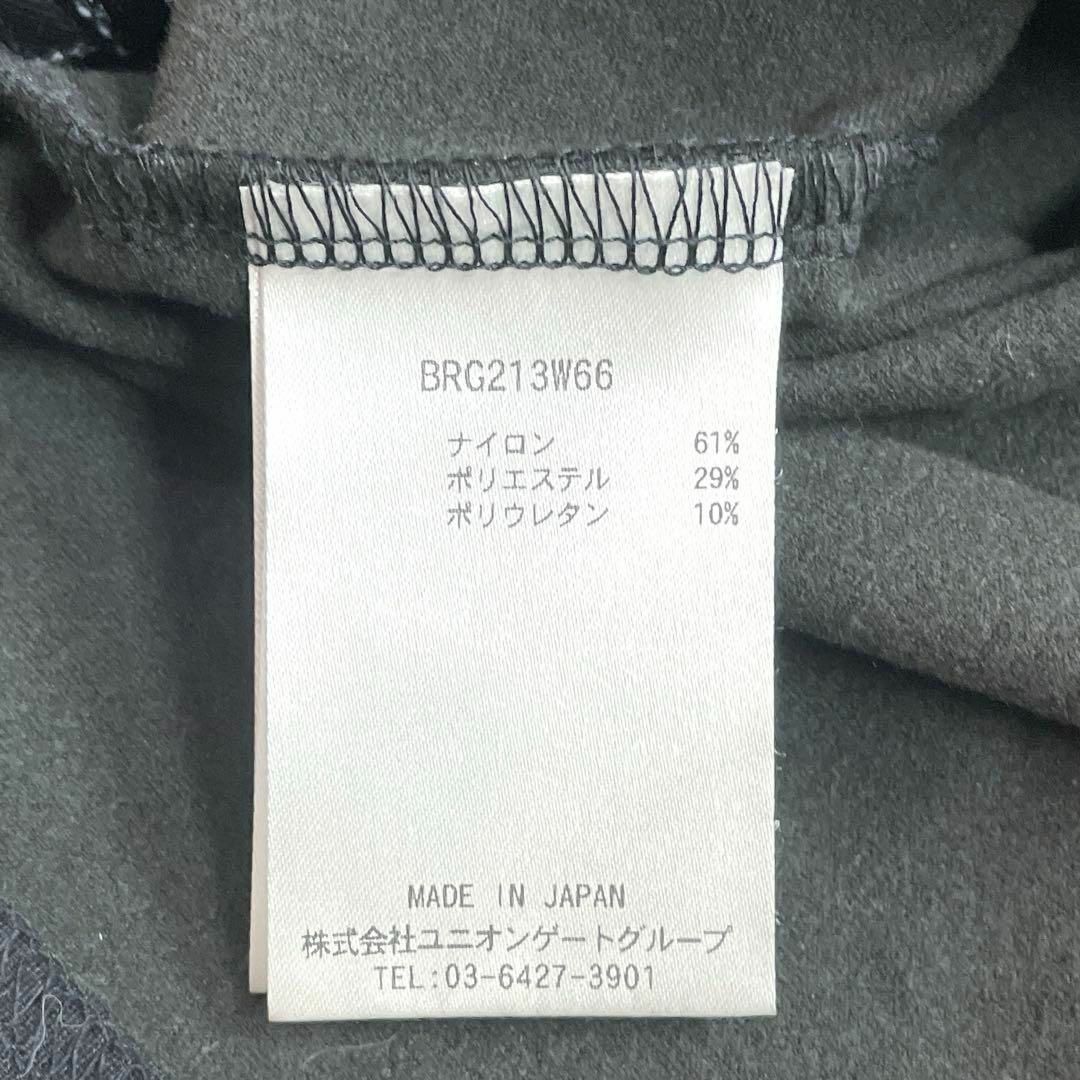 BRG213W66
ナイロン 61%
ポリエステル 29%
ポリウレタン 10%
MADE IN JAPAN
株式会社ユニオンゲートグループ
TEL:03-6427-3901